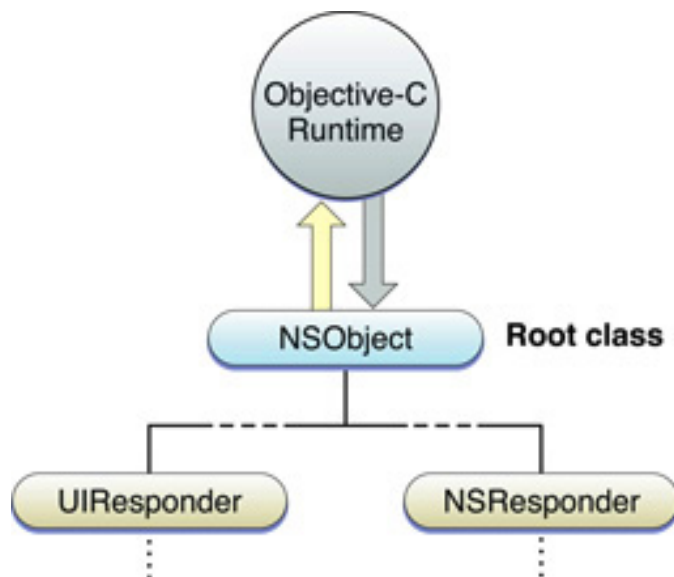 Objective-C
Runtime
NSObject
Root class
UIResponder
NSResponder